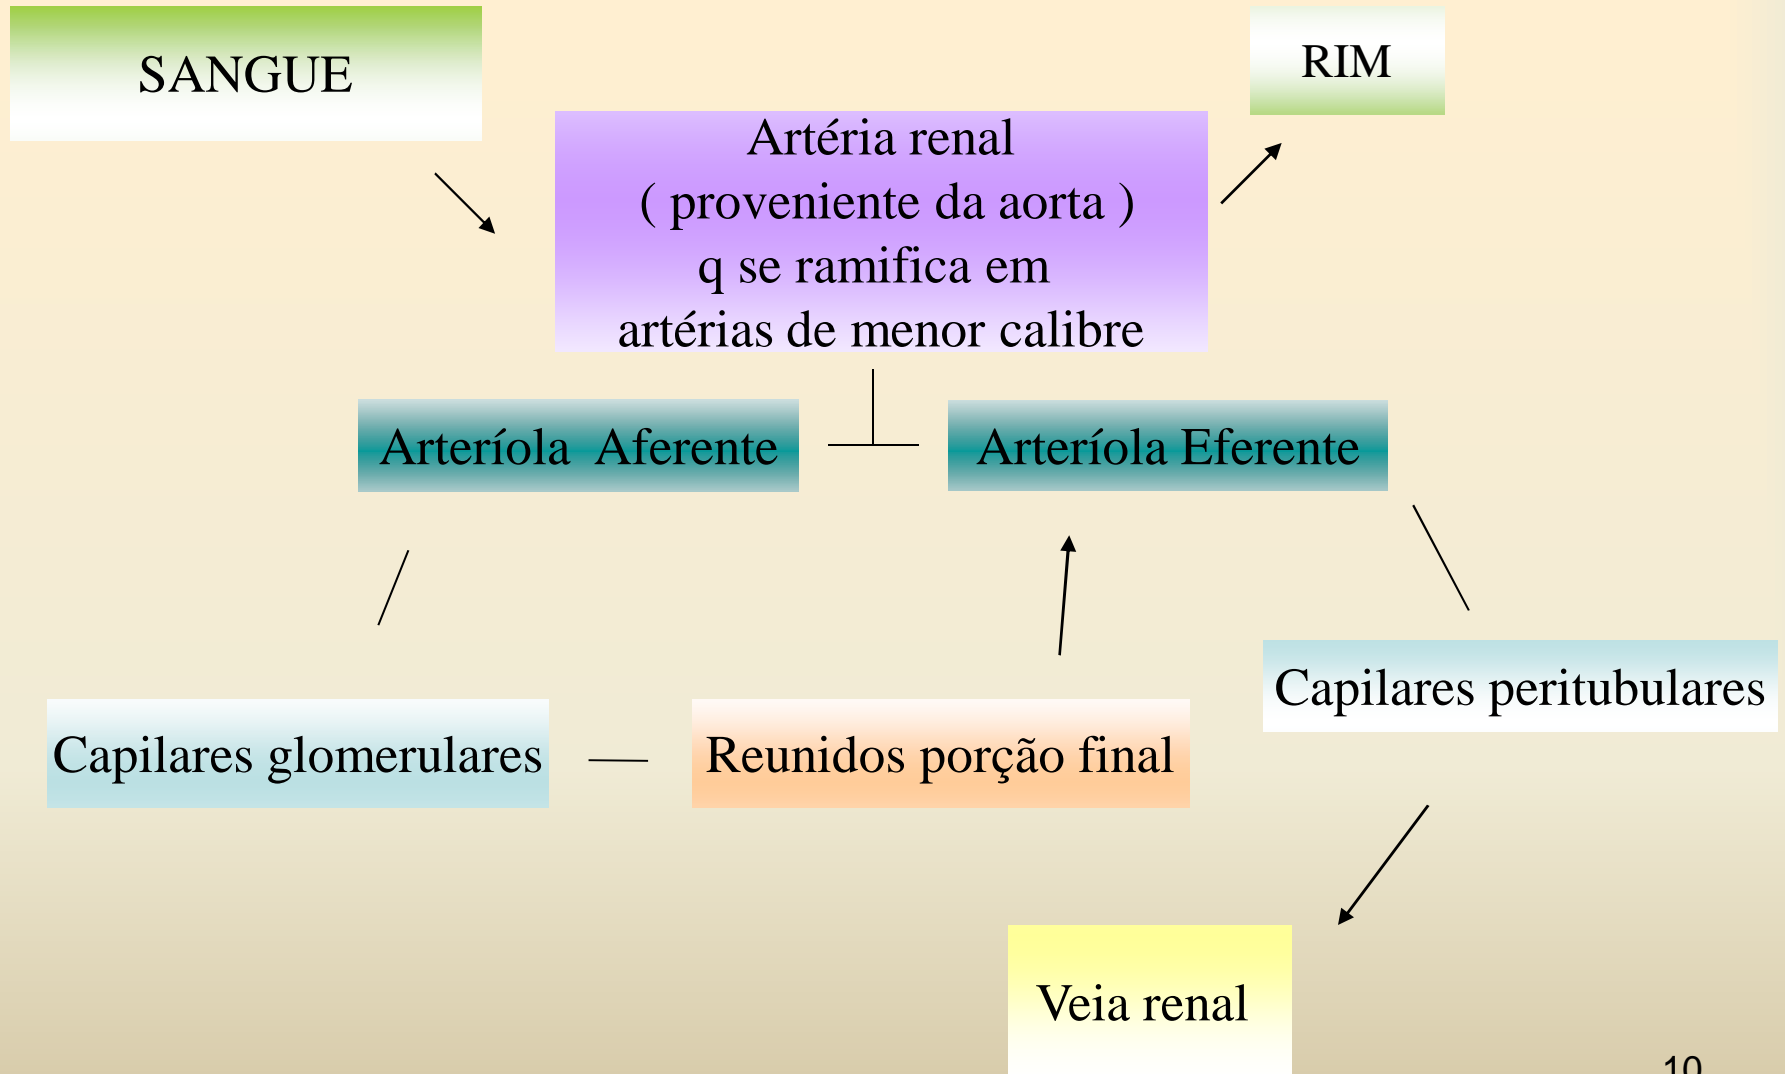 SANGUE
RIM
Artéria renal
( proveniente da aorta )
q se ramifica em
artérias de menor calibre
Arteríola Aferente
Arteríola Eferente
Capilares peritubulares
Capilares glomerulares
Reunidos porção final
Veia renal
10